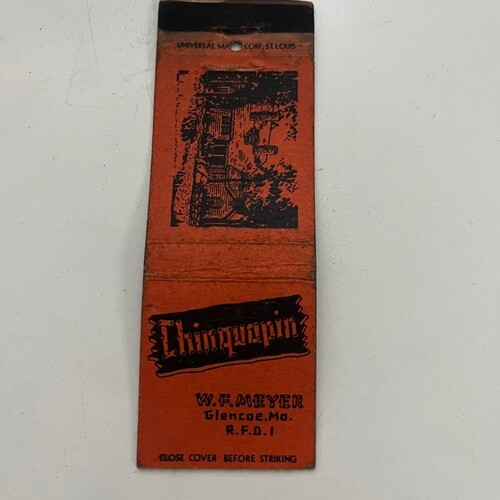 UNIVERSAL MATCH CORP., ST. LOUIS
Chinquapin
W. F. MEYER
Glencoe, Mo.
R.F.D. 1
CLOSE COVER BEFORE STRIKING